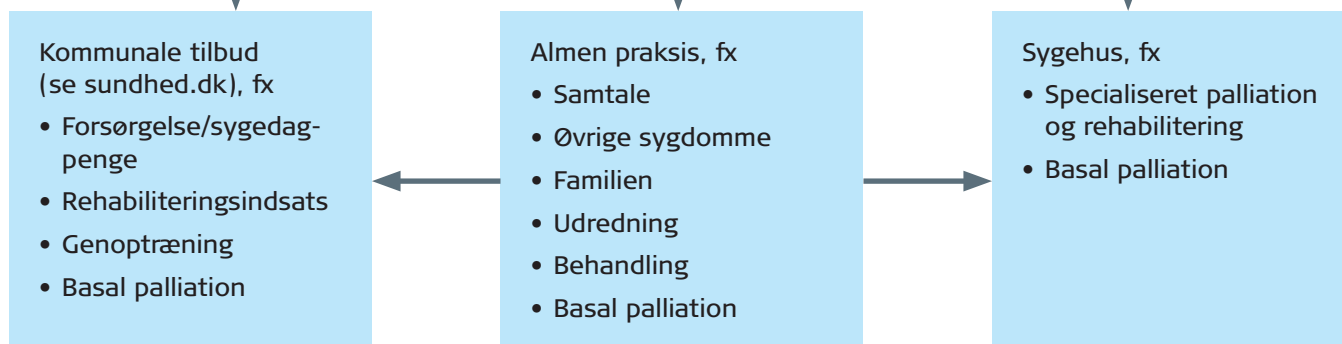 Kommunale tilbud
(se sundhed.dk), fx
• Forsørgelse/sygedag-
penge
• Rehabiliteringsindsats
• Genoptræning
• Basal palliation
Almen praksis, fx
• Samtale
• Øvrige sygdomme
• Familien
• Udredning
• Behandling
• Basal palliation
Sygehus, fx
• Specialiseret palliation
og rehabilitering
• Basal palliation